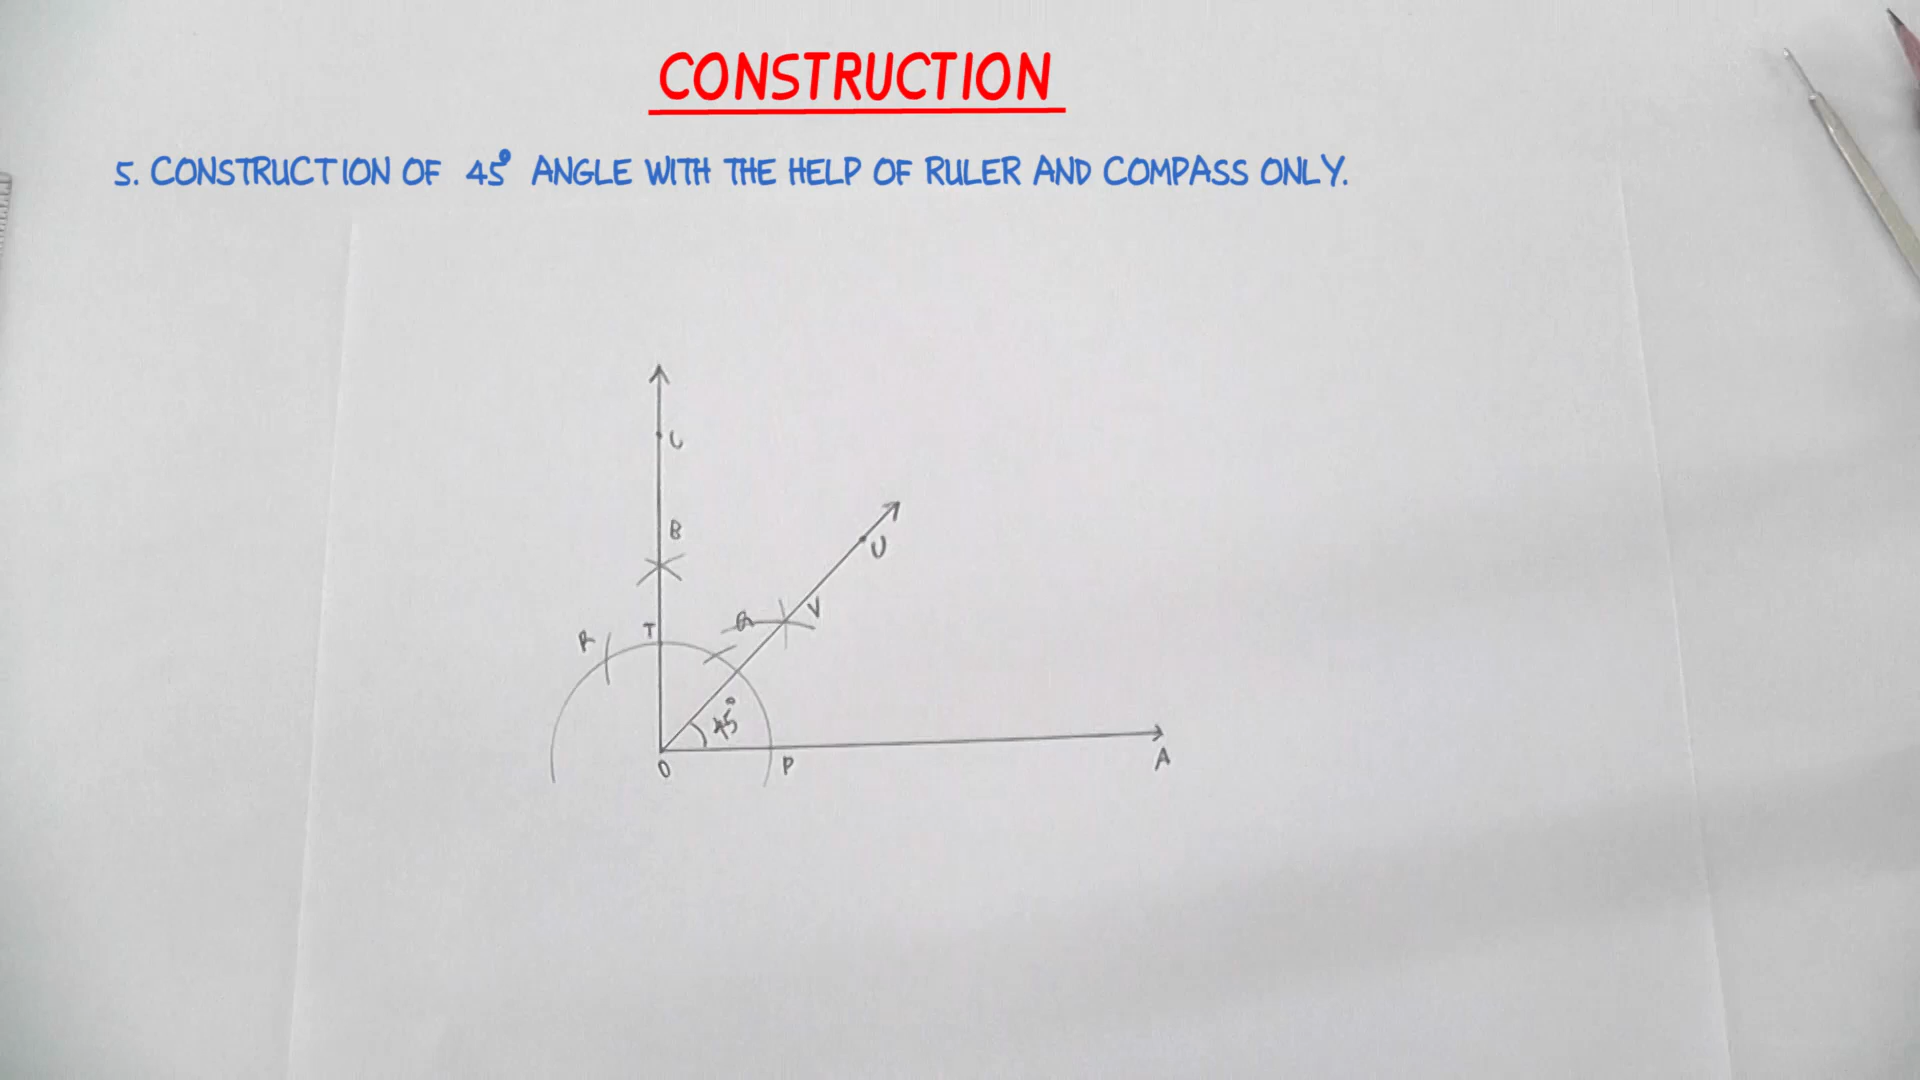 CONSTRUCTION
5. CONSTRUCTION OF 45° ANGLE WITH THE HELP OF RULER AND COMPASS ONLY.
B
U
Q
V
R
T
45°
O
P
A